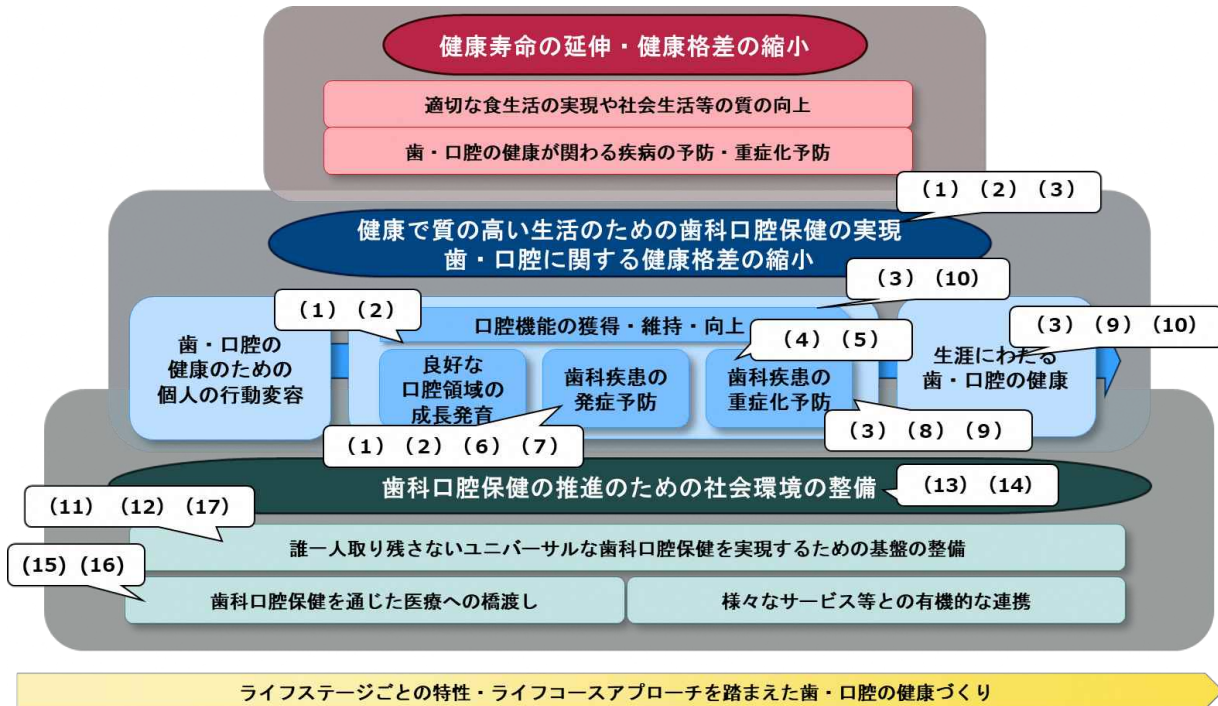 健康寿命の延伸・健康格差の縮小
適切な食生活の実現や社会生活等の質の向上
歯・口腔の健康が関わる疾病の予防・重症化予防
（1）（2）（3）
健康で質の高い生活のための歯科口腔保健の実現
歯・口腔に関する健康格差の縮小
（3）（10）
（1）（2）
口腔機能の獲得・維持・向上
（3）（9）（10）
（4）（5）
歯・口腔の
健康のための
個人の行動変容
良好な
口腔領域の
成長発育
歯科疾患の
発症予防
歯科疾患の
重症化予防
生涯にわたる
歯・口腔の健康
（1）（2）（6）（7）
（3）（8）（9）
歯科口腔保健の推進のための社会環境の整備
（13）（14）
（11）（12）（17）
誰一人取り残さないユニバーサルな歯科口腔保健を実現するための基盤の整備
（15）（16）
歯科口腔保健を通じた医療への橋渡し
様々なサービス等との有機的な連携
ライフステージごとの特性・ライフコースアプローチを踏まえた歯・口腔の健康づくり